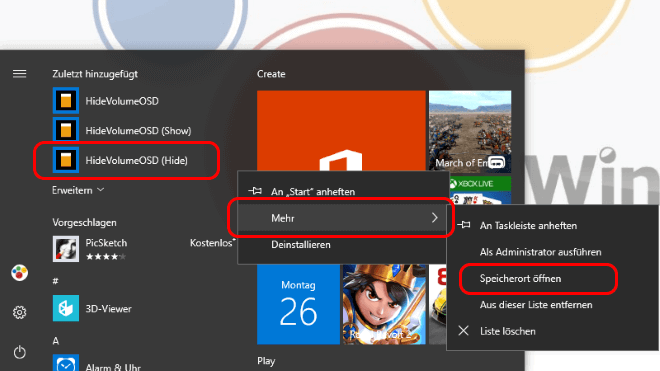 Zuletzt hinzugefügt
HideVolumeOSD
HideVolumeOSD (Show)
HideVolumeOSD (Hide)
Erweitern
Vorgeschlagen
PicSketch
Kostenlos*
#
3D-Viewer
A
Alarm & Uhr
Create
March of Em
XBOX LIVE
Montag
26
2
Play
An „Start" anheften
Mehr
Deinstallieren
An Taskleiste anheften
Als Administrator ausführen
Speicherort öffnen
Aus dieser Liste entfernen
Liste löschen
Win